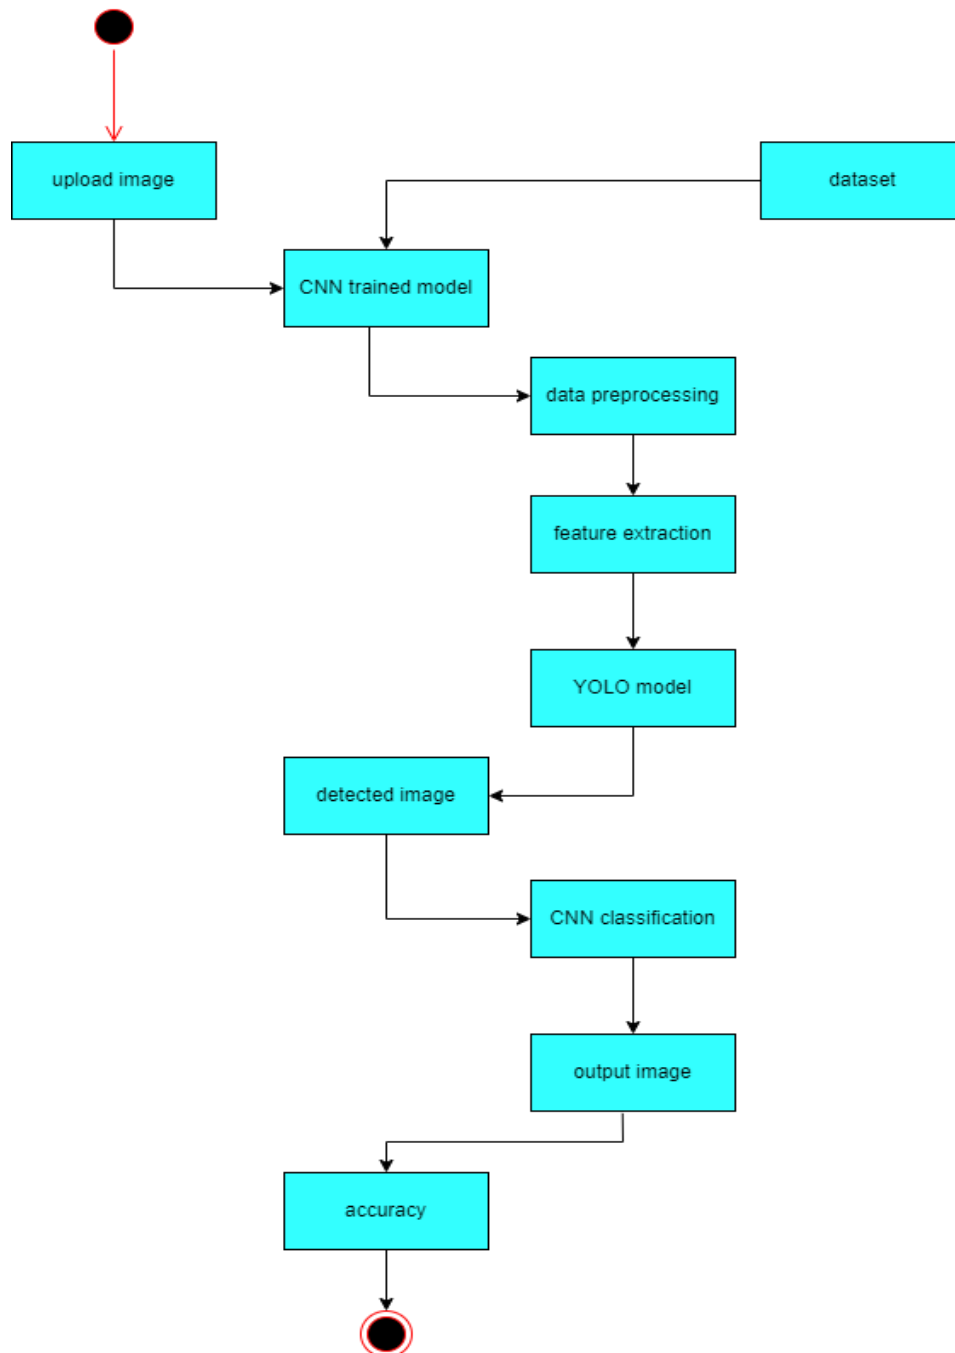 upload image
dataset
CNN trained model
data preprocessing
feature extraction
YOLO model
detected image
CNN classification
output image
accuracy